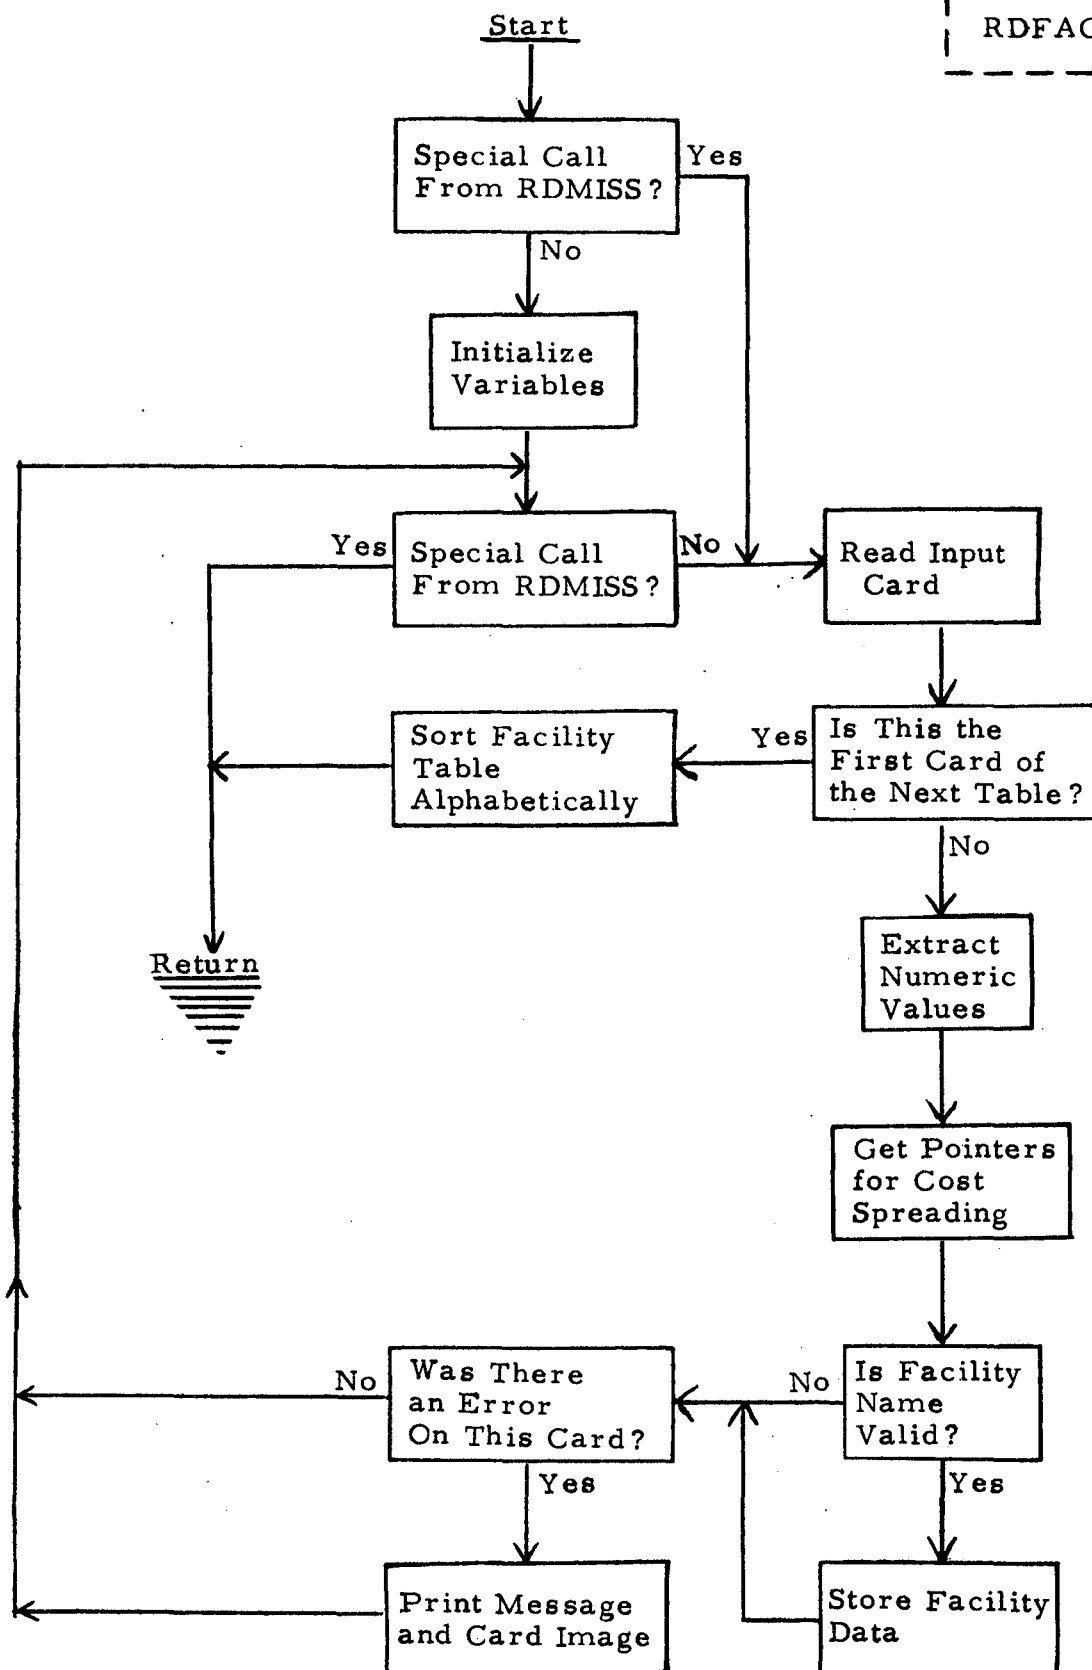 RDFAC
Start
Special Call
From RDMISS?
Yes
No
Initialize
Variables
Yes
Special Call
From RDMISS?
No
Read Input
Card
Sort Facility
Table
Alphabetically
Yes
Is This the
First Card of
the Next Table?
No
Return
Extract
Numeric
Values
Get Pointers
for Cost
Spreading
No
Was There
an Error
On This Card?
No
Is Facility
Name
Valid?
Yes
Yes
Print Message
and Card Image
Store Facility
Data